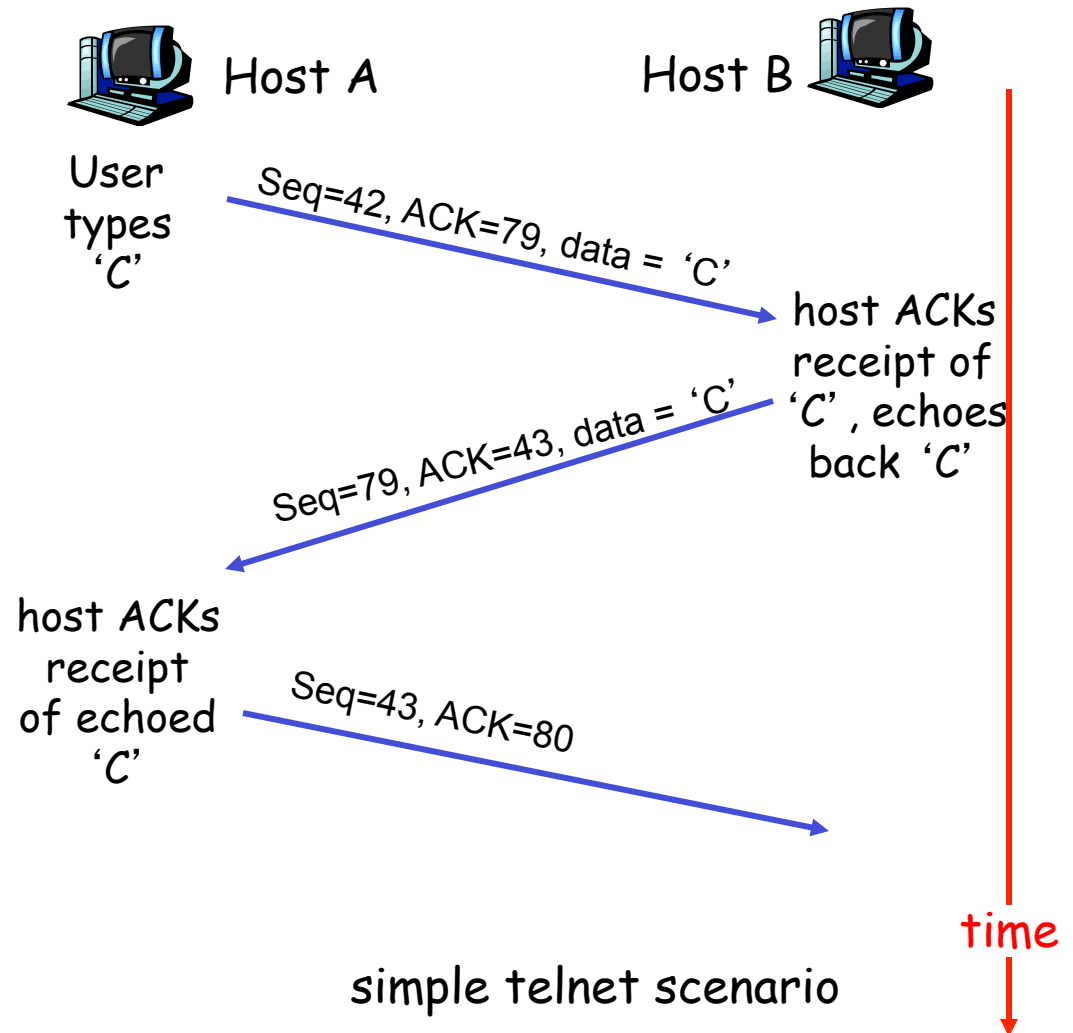 Host A
Host B
User
types
‘C’
Seq=42, ACK=79, data = ‘C’
host ACKs
receipt of
‘C’ , echoes
back ‘C’
Seq=79, ACK=43, data = ‘C’
host ACKs
receipt
of echoed
‘C’
Seq=43, ACK=80
time
simple telnet scenario